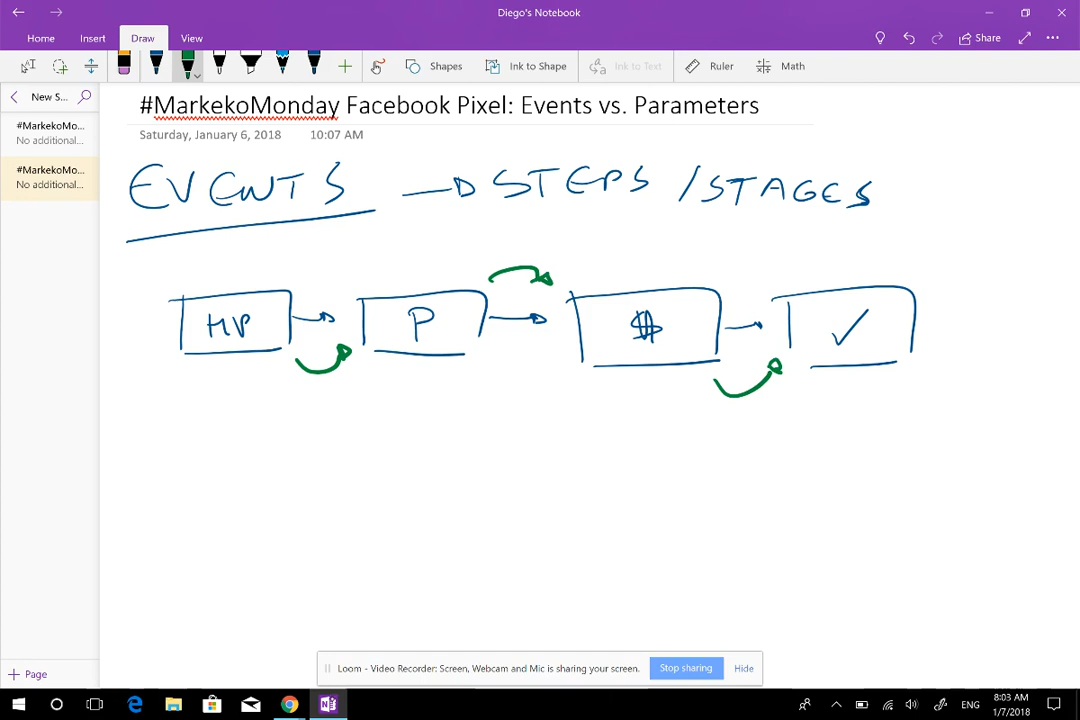 Diego's Notebook
Home Insert Draw View
Share
Shapes Ink to Shape Ink to Text Ruler Math
New S...
#MarkekoMonday Facebook Pixel: Events vs. Parameters
#MarkekoMo...
No additional...
Saturday, January 6, 2018 10:07 AM
#MarkekoMo...
No additional...
EVENTS → STEPS / STAGES
HP → P → $ → ✓
Loom - Video Recorder: Screen, Webcam and Mic is sharing your screen. Stop sharing Hide
+ Page
ENG
8:03 AM
1/7/2018